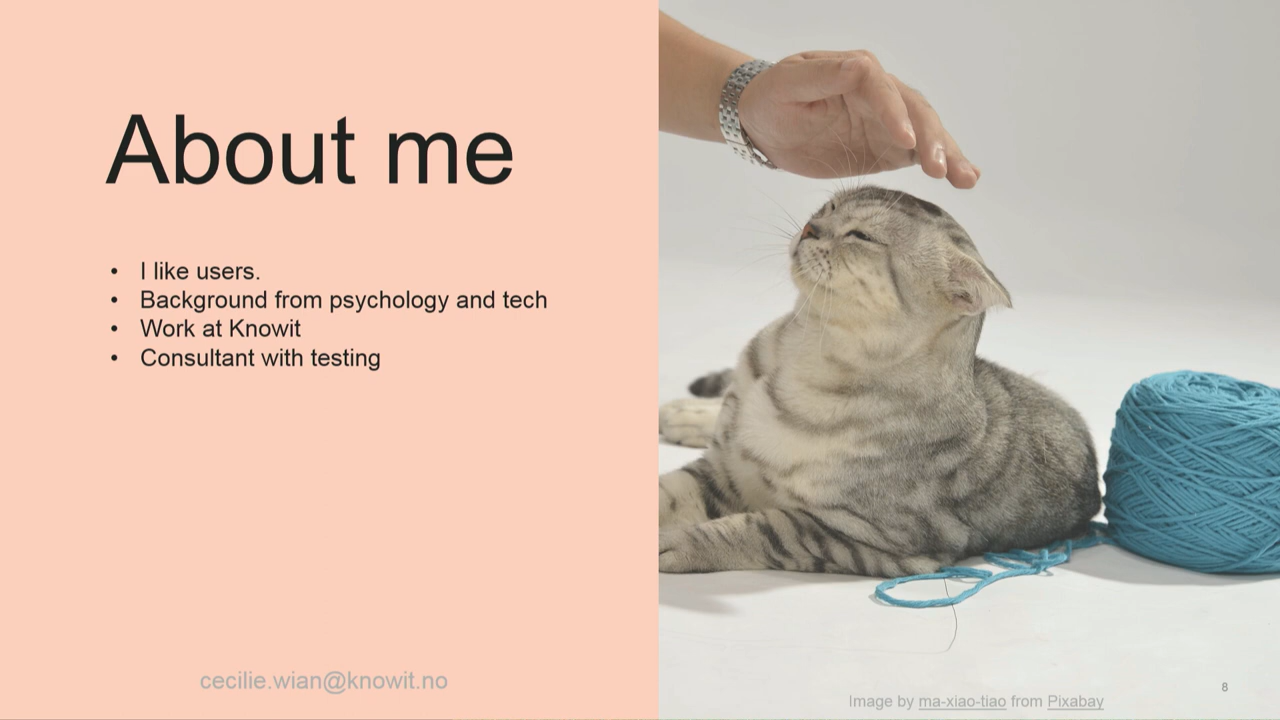 About me
• I like users.
• Background from psychology and tech
• Work at Knowit
• Consultant with testing
cecilie.wian@knowit.no
Image by ma-xiao-tiao from Pixabay
8